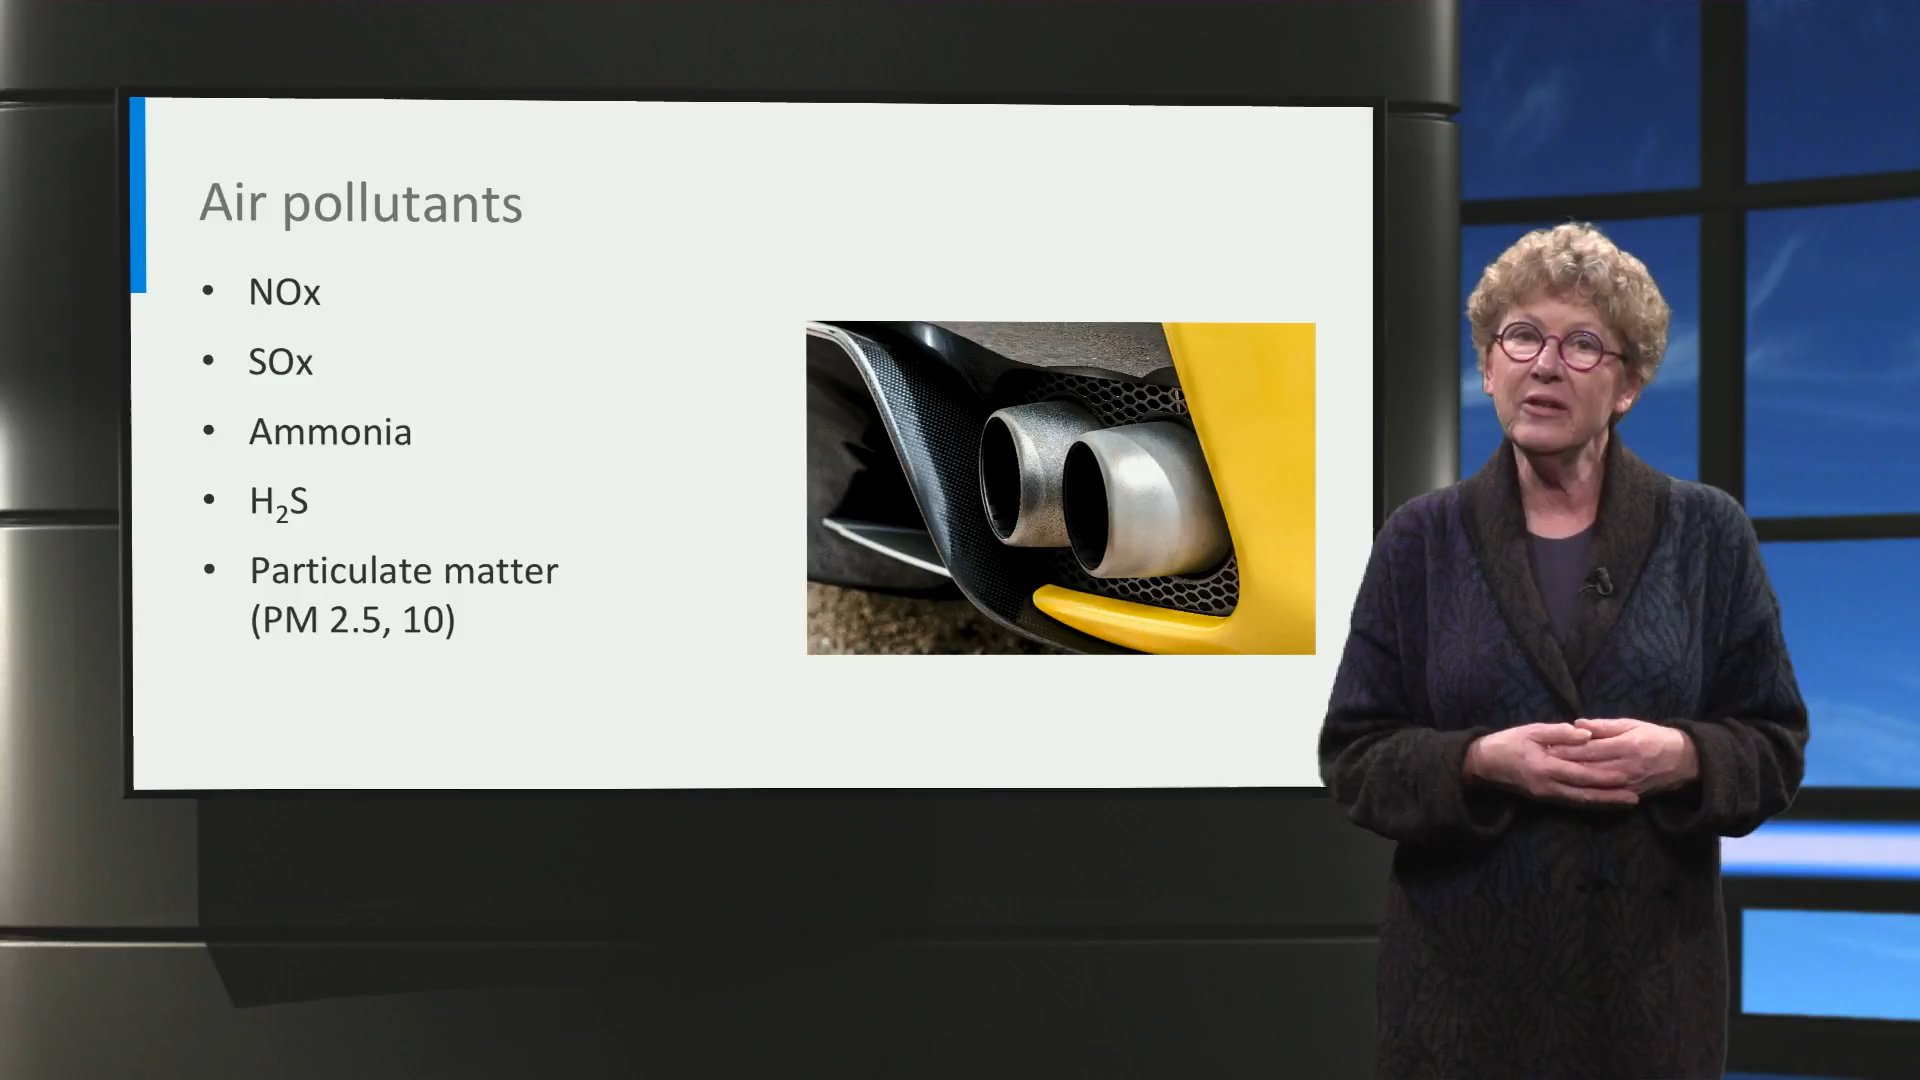 Air pollutants
• NOx
• SOx
• Ammonia
• H₂S
• Particulate matter
(PM 2.5, 10)